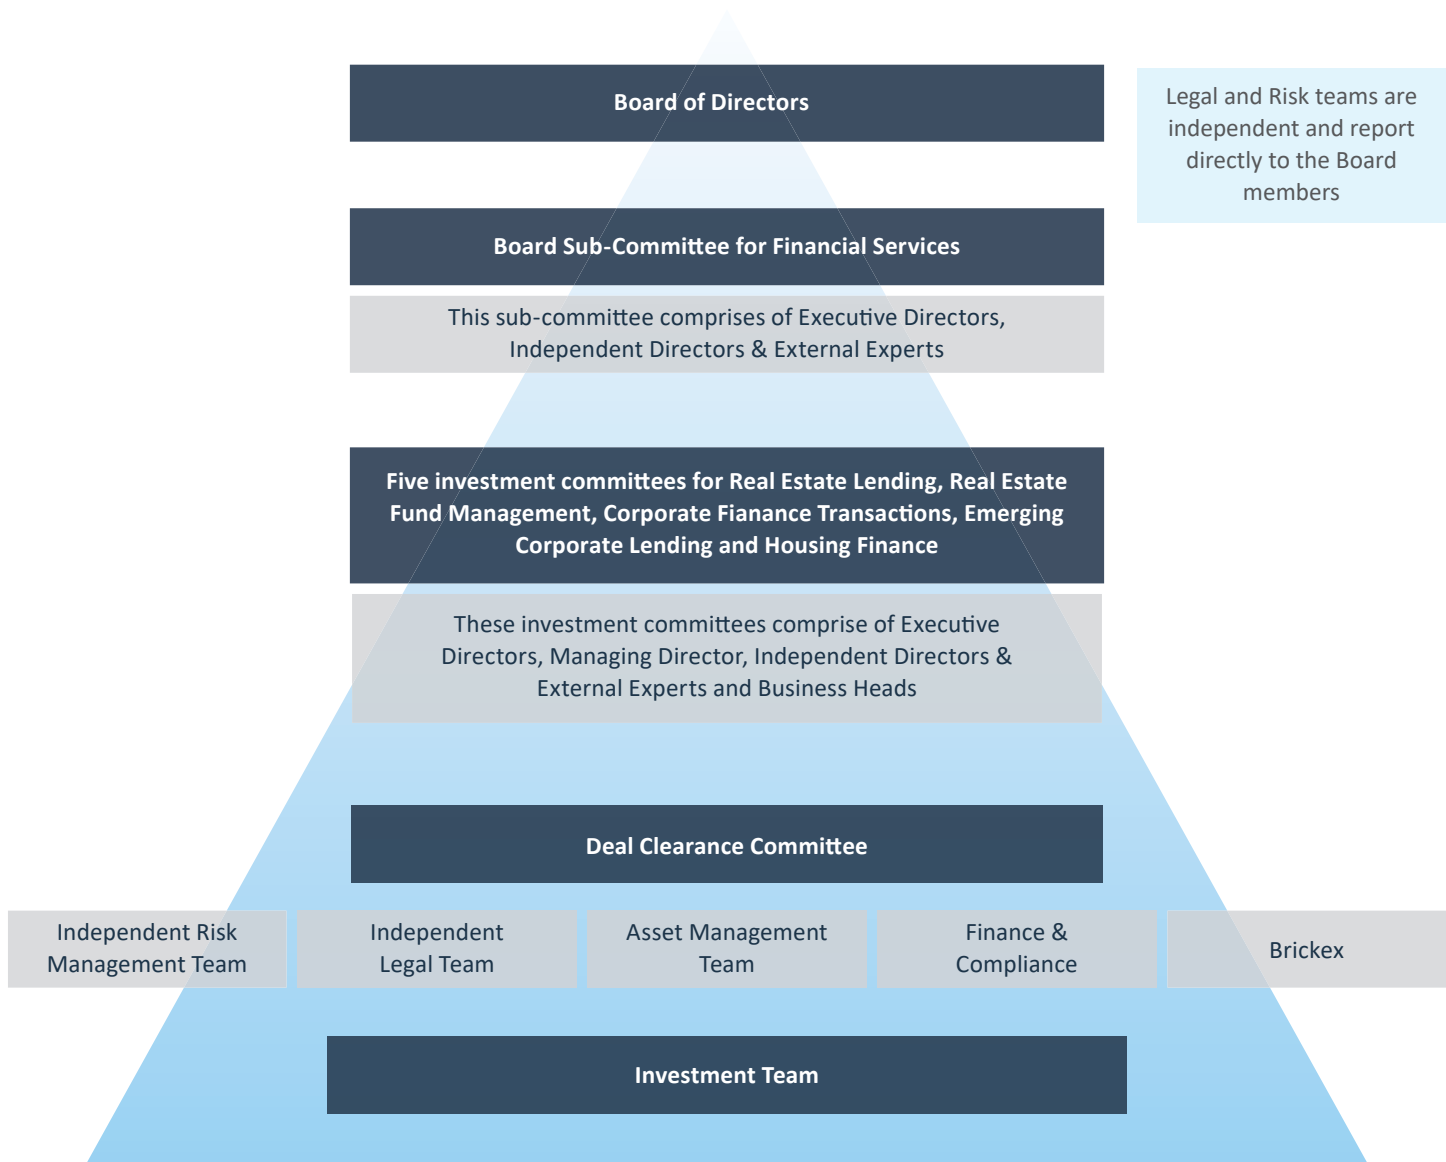 Board of Directors
Legal and Risk teams are
independent and report
directly to the Board
members
Board Sub-Committee for Financial Services
This sub-committee comprises of Executive Directors,
Independent Directors & External Experts
Five investment committees for Real Estate Lending, Real Estate
Fund Management, Corporate Fianance Transactions, Emerging
Corporate Lending and Housing Finance
These investment committees comprise of Executive
Directors, Managing Director, Independent Directors &
External Experts and Business Heads
Deal Clearance Committee
Independent Risk
Management Team
Independent
Legal Team
Asset Management
Team
Finance &
Compliance
Brickex
Investment Team